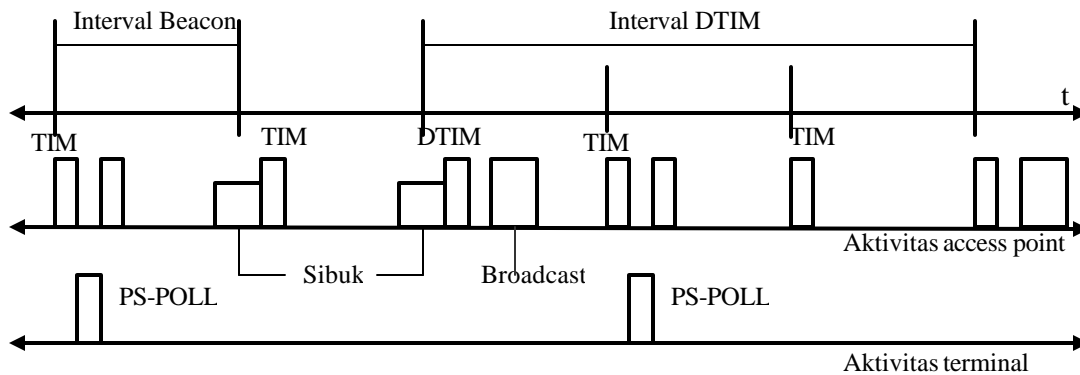 Interval Beacon
Interval DTIM
t
TIM
TIM
DTIM
TIM
TIM
Aktivitas access point
Sibuk
Broadcast
PS-POLL
PS-POLL
Aktivitas terminal